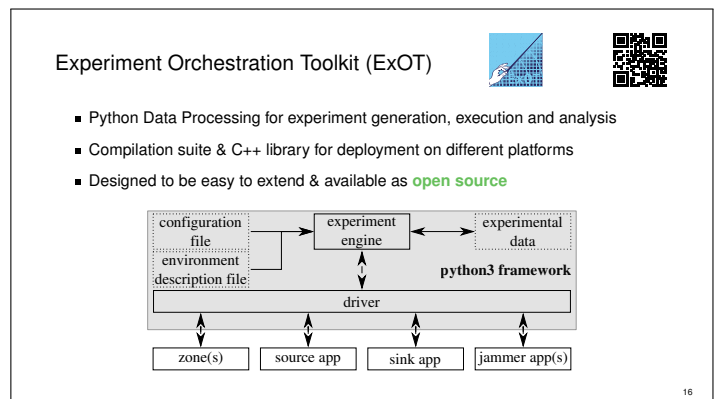 Experiment Orchestration Toolkit (ExOT)
Python Data Processing for experiment generation, execution and analysis
Compilation suite & C++ library for deployment on different platforms
Designed to be easy to extend & available as open source
configuration
file
environment
description file
experiment
engine
experimental
data
python3 framework
driver
zone(s)
source app
sink app
jammer app(s)
16